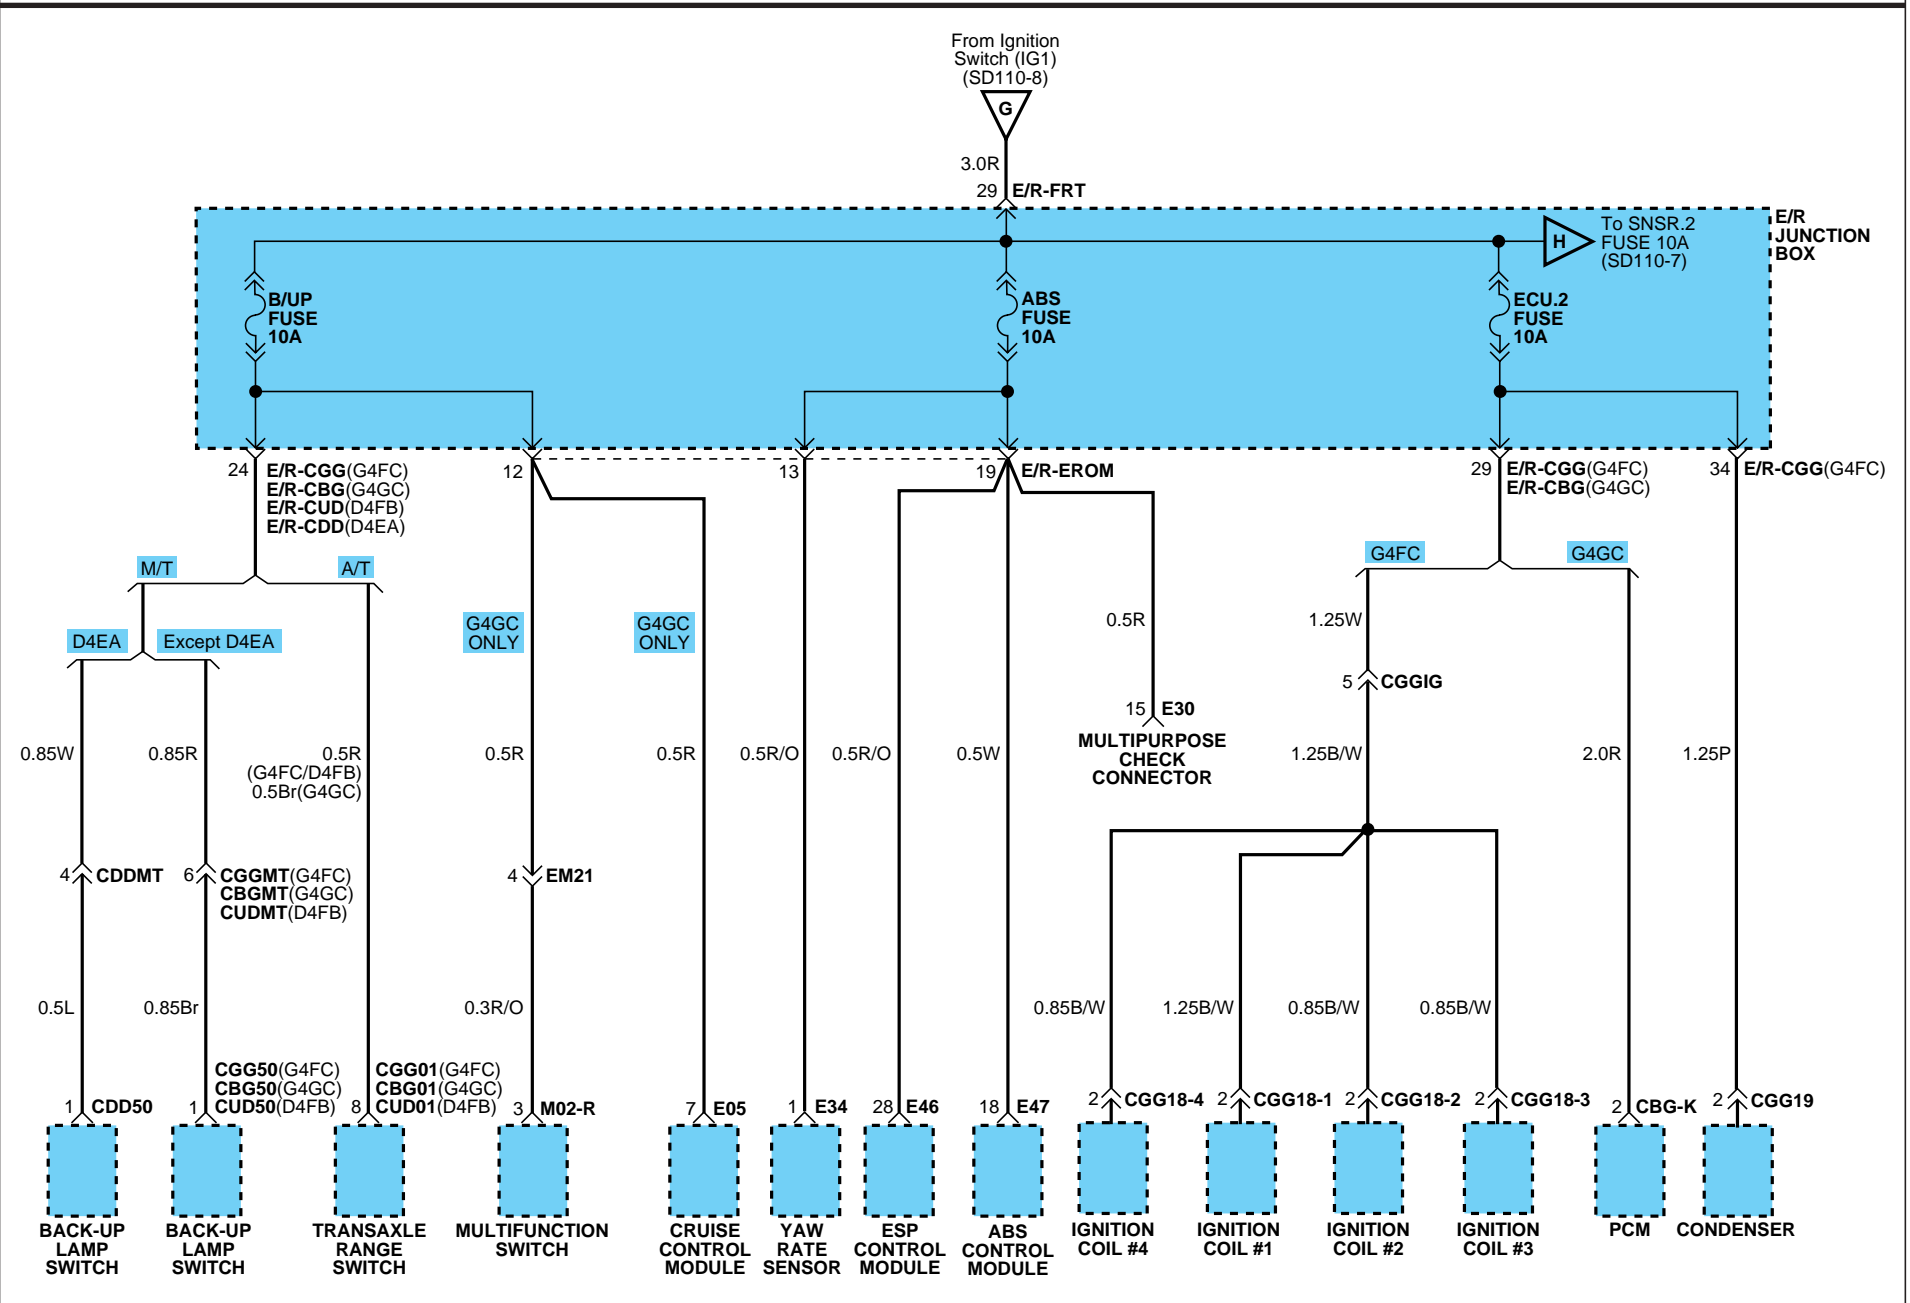 From Ignition
Switch (IG1)
(SD110-8)
G
3.0R
29 E/R-FRT
E/R
JUNCTION
BOX
To SNSR.2
FUSE 10A
(SD110-7)
H
B/UP
FUSE
10A
ABS
FUSE
10A
ECU.2
FUSE
10A
24 E/R-CGG(G4FC)
E/R-CBG(G4GC)
E/R-CUD(D4FB)
E/R-CDD(D4EA)
12
13
19 E/R-EROM
29 E/R-CGG(G4FC)
E/R-CBG(G4GC)
34 E/R-CGG(G4FC)
M/T
A/T
G4FC
G4GC
D4EA
Except D4EA
G4GC
ONLY
G4GC
ONLY
0.5R
1.25W
5 CGGIG
15 E30
MULTIPURPOSE
CHECK
CONNECTOR
0.85W
0.85R
0.5R
(G4FC/D4FB)
0.5Br(G4GC)
0.5R
0.5R
0.5R/O
0.5R/O
0.5W
1.25B/W
2.0R
1.25P
4 CDDMT
6 CGGMT(G4FC)
CBGMT(G4GC)
CUDMT(D4FB)
4 EM21
0.5L
0.85Br
0.3R/O
0.85B/W
1.25B/W
0.85B/W
0.85B/W
1 CDD50
CGG50(G4FC)
CBG50(G4GC)
1 CUD50(D4FB)
CGG01(G4FC)
CBG01(G4GC)
8 CUD01(D4FB)
3 M02-R
7 E05
1 E34
28 E46
18 E47
2 CGG18-4
2 CGG18-1
2 CGG18-2
2 CGG18-3
2 CBG-K
2 CGG19
BACK-UP
LAMP
SWITCH
BACK-UP
LAMP
SWITCH
TRANSAXLE
RANGE
SWITCH
MULTIFUNCTION
SWITCH
CRUISE
CONTROL
MODULE
YAW
RATE
SENSOR
ESP
CONTROL
MODULE
ABS
CONTROL
MODULE
IGNITION
COIL #4
IGNITION
COIL #1
IGNITION
COIL #2
IGNITION
COIL #3
PCM
CONDENSER